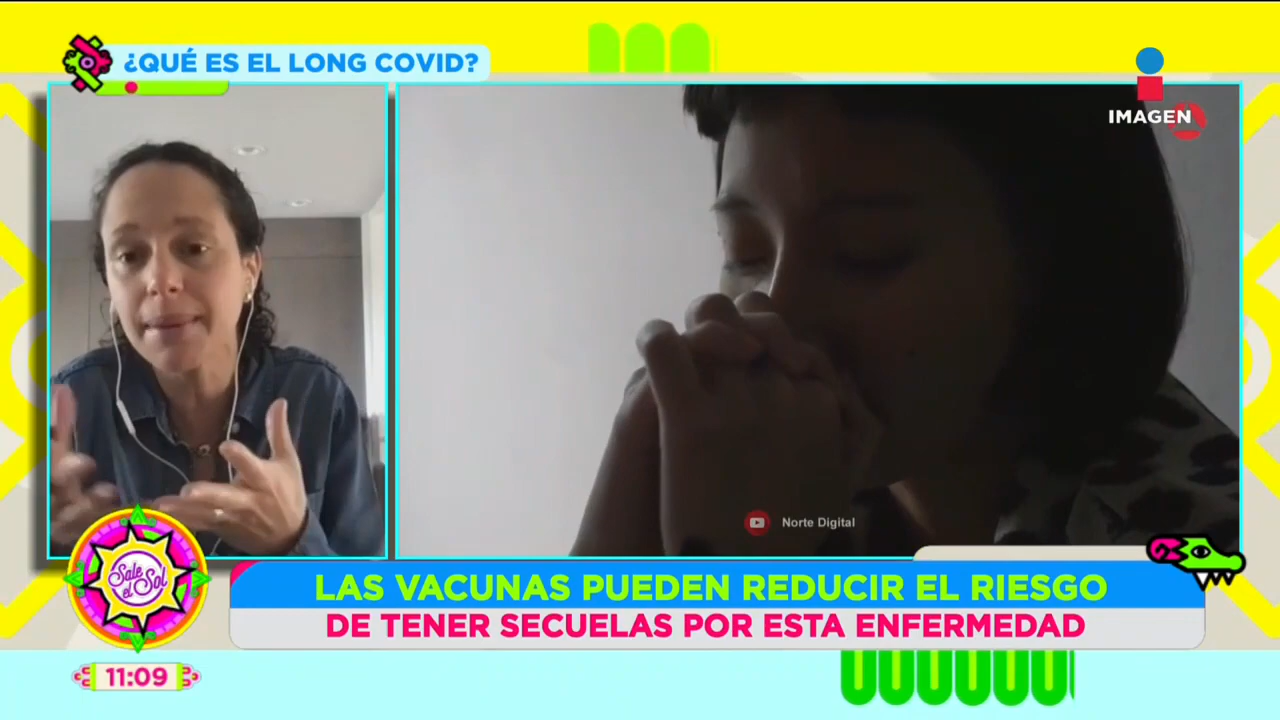 ¿QUÉ ES EL LONG COVID?
IMAGEN
Norte Digital
Sale
el
Sol
LAS VACUNAS PUEDEN REDUCIR EL RIESGO
DE TENER SECUELAS POR ESTA ENFERMEDAD
11:09